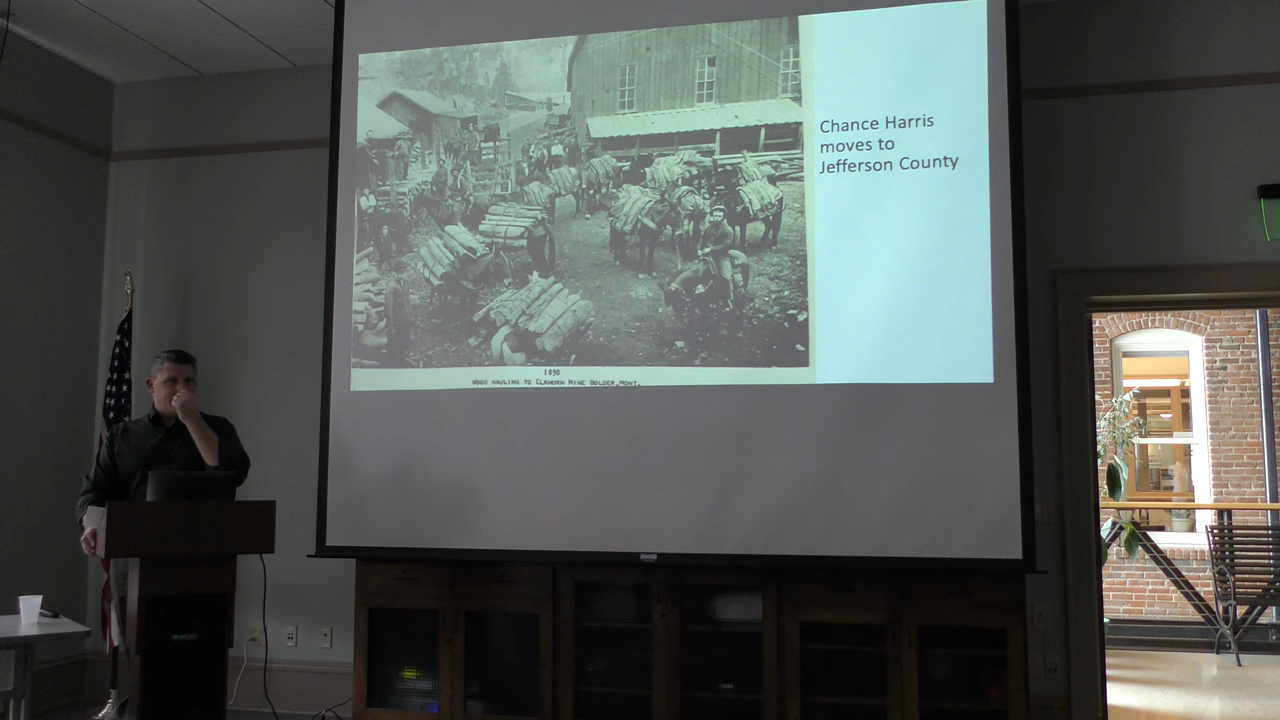 Chance Harris
moves to
Jefferson County
1890
WOOD HAULING TO ELKHORN MINE BOLDER, MONT.